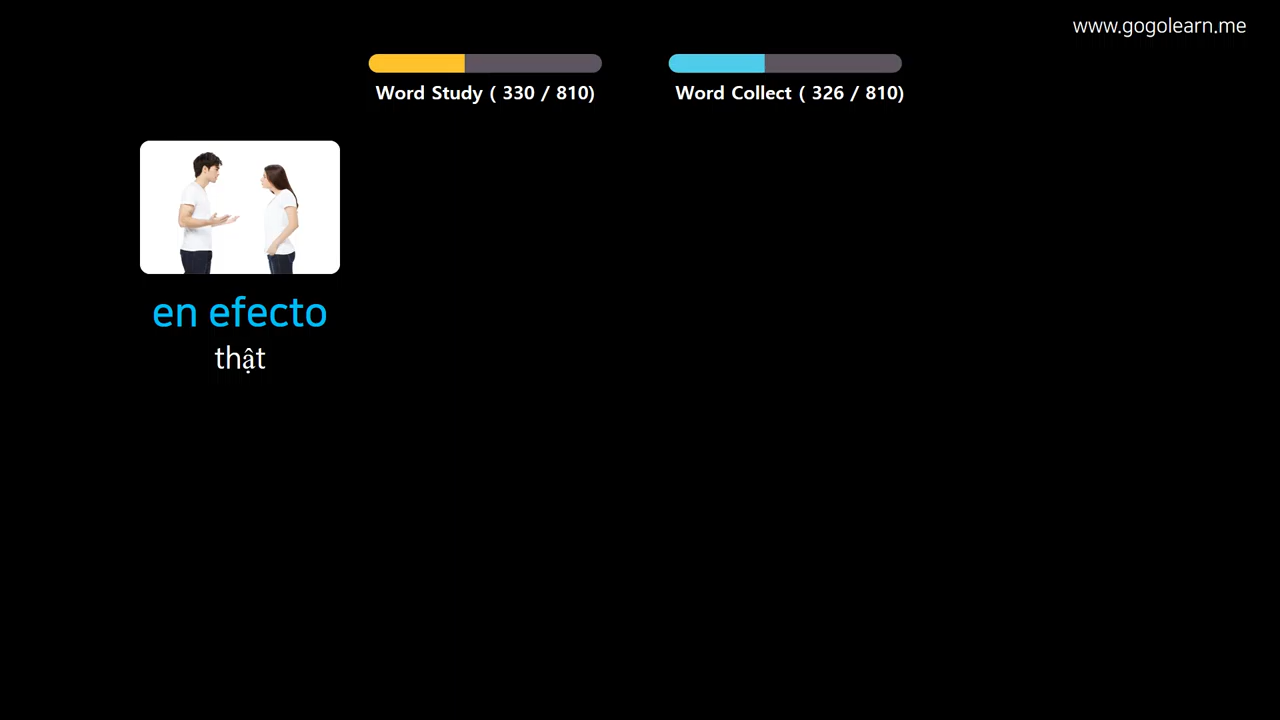 www.gogolearn.me
Word Study ( 330 / 810)
Word Collect ( 326 / 810)
en efecto
thật